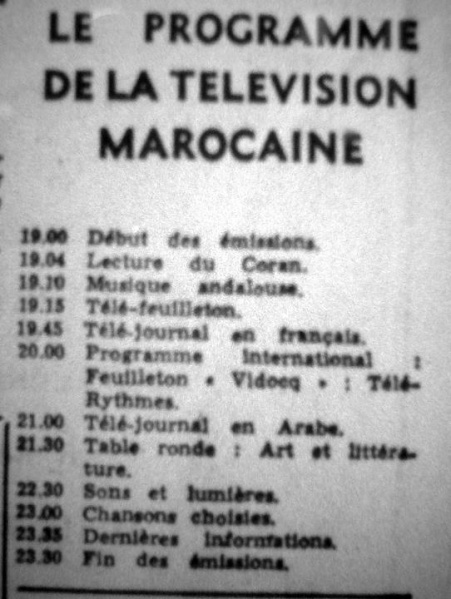 LE PROGRAMME
DE LA TELEVISION
MAROCAINE
19.00 Début des émissions.
19.04 Lecture du Coran.
19.10 Musique andalouse.
19.15 Télé-feuilleton.
19.45 Télé-journal en français.
20.00 Programme international :
Feuilleton « Vidocq » : Télé-
Rythmes.
21.00 Télé-journal en Arabe.
21.30 Table ronde : Art et littéra-
ture.
22.30 Sons et lumières.
23.00 Chansons choisies.
23.35 Dernières informations.
23.30 Fin des émissions.